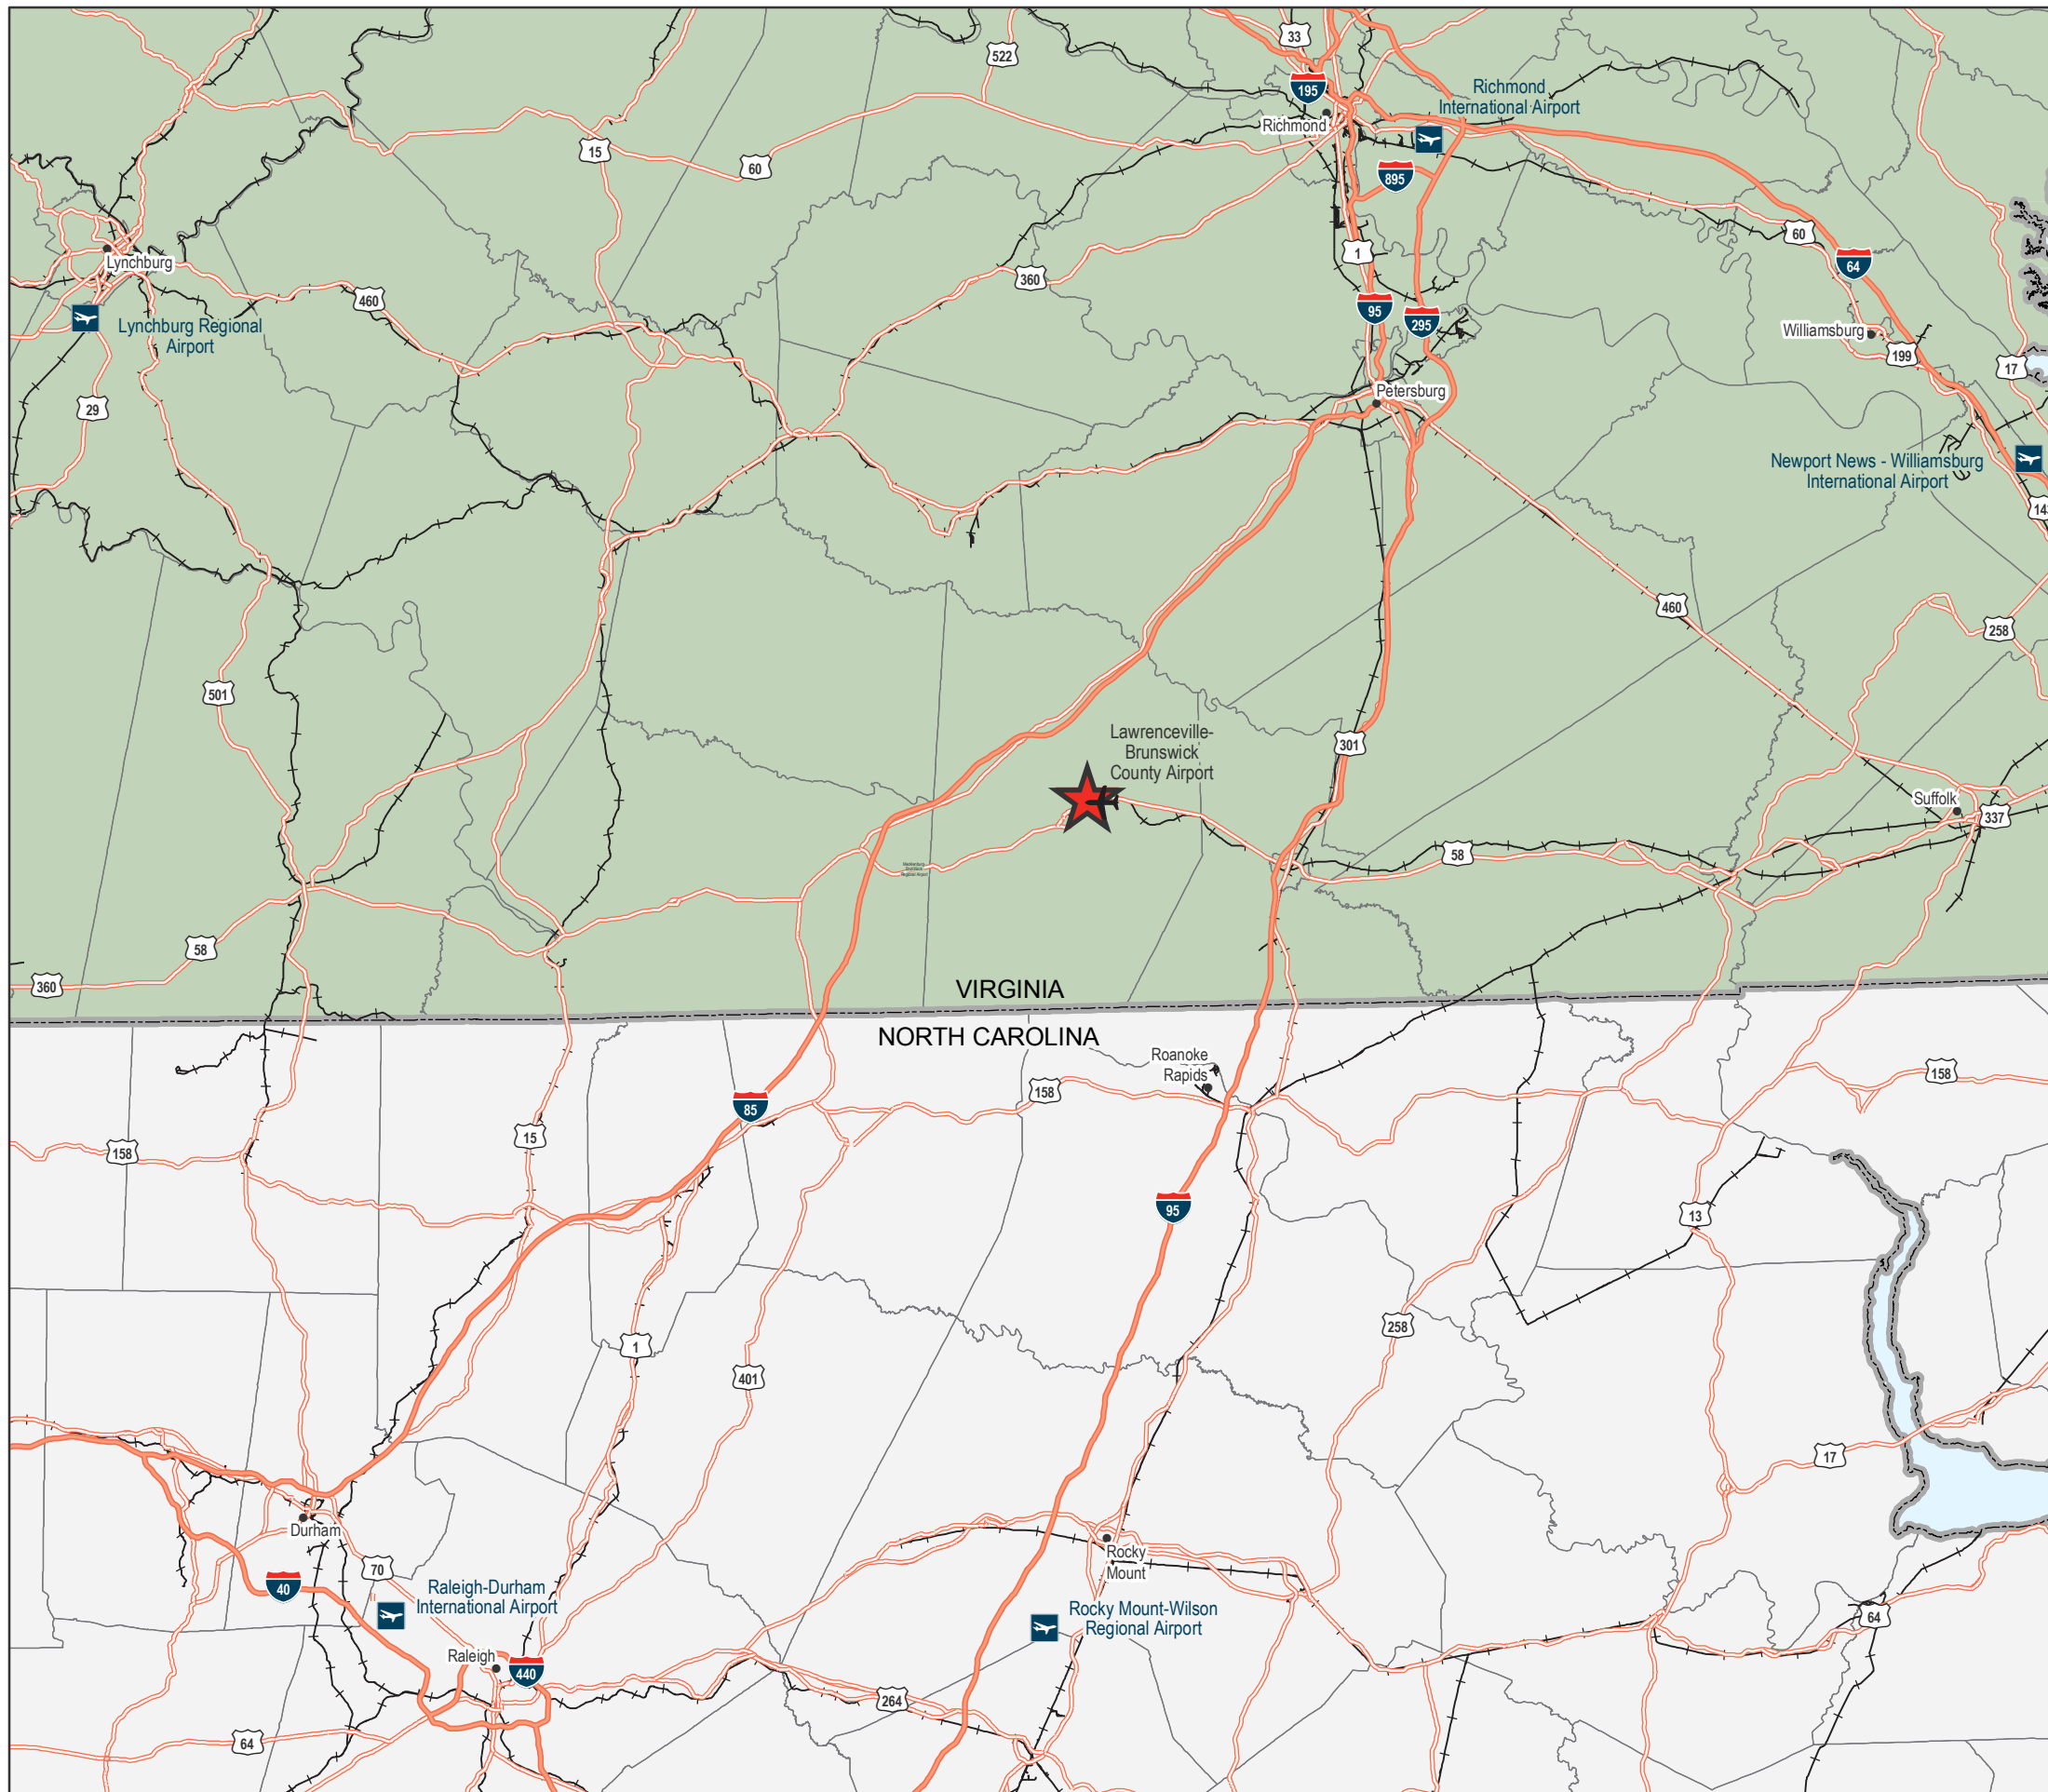 33
522
195
Richmond
International Airport
Richmond
15
60
895
60
1
64
Lynchburg
360
460
95
295
Lynchburg Regional
Airport
Williamsburg
199
17
29
Petersburg
Newport News - Williamsburg
International Airport
460
258
501
Lawrenceville-
Brunswick
County Airport
301
Suffolk
337
58
58
360
VIRGINIA
NORTH CAROLINA
Roanoke
Rapids
158
158
85
15
158
95
13
1
258
401
17
Durham
Rocky
Mount
70
40
Raleigh-Durham
International Airport
Rocky Mount-Wilson
Regional Airport
64
Raleigh
440
264
64